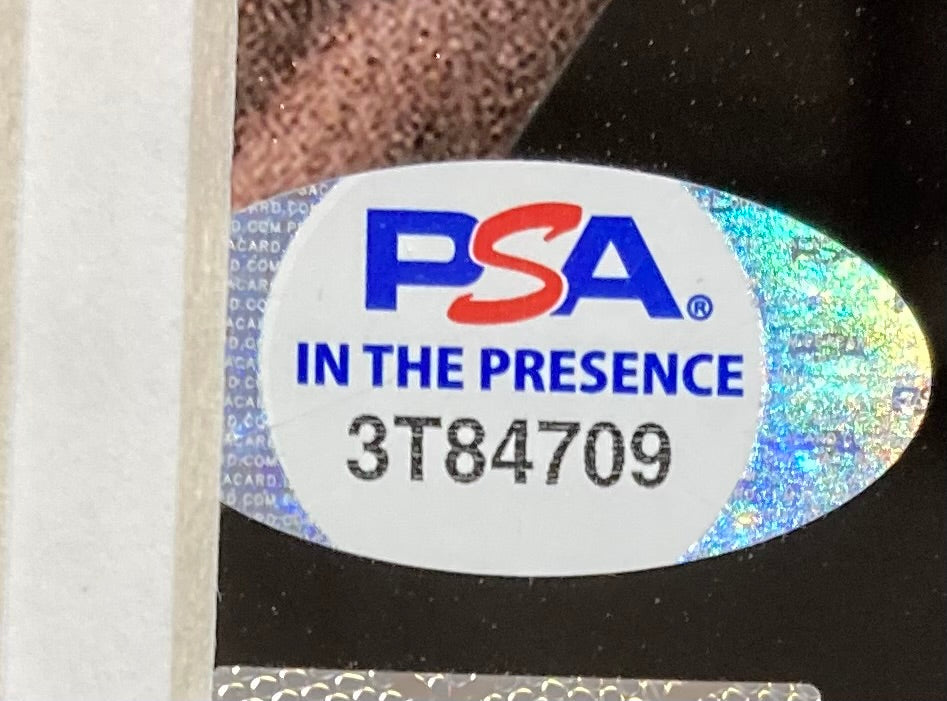 PSA®
IN THE PRESENCE
3T84709